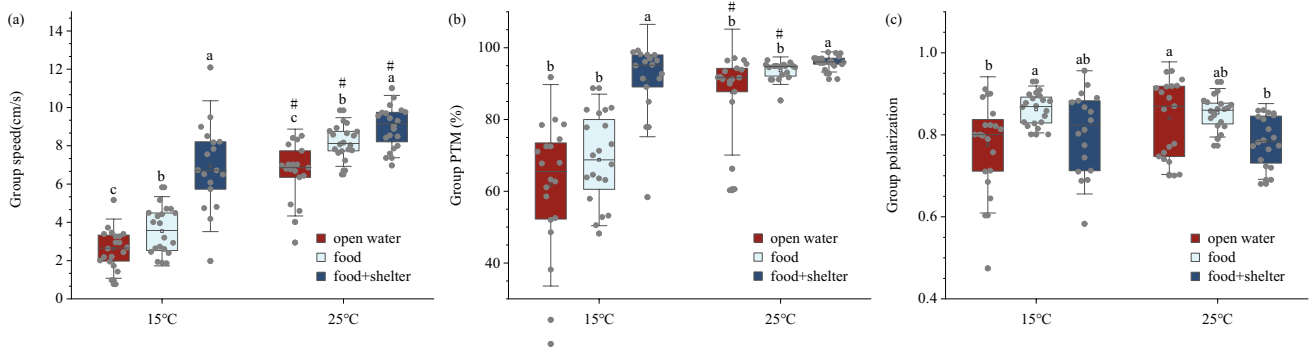 (a)
Group speed(cm/s)
14
12
10
8
6
4
2
0
c
b
a
#
c
#
b
#
a
open water
food
food+shelter
15℃
25℃
(b)
Group PTM (%)
100
80
60
40
b
b
a
#
b
#
b
a
open water
food
food+shelter
15℃
25℃
(c)
Group polarization
1.0
0.8
0.6
0.4
b
a
ab
a
ab
b
open water
food
food+shelter
15℃
25℃